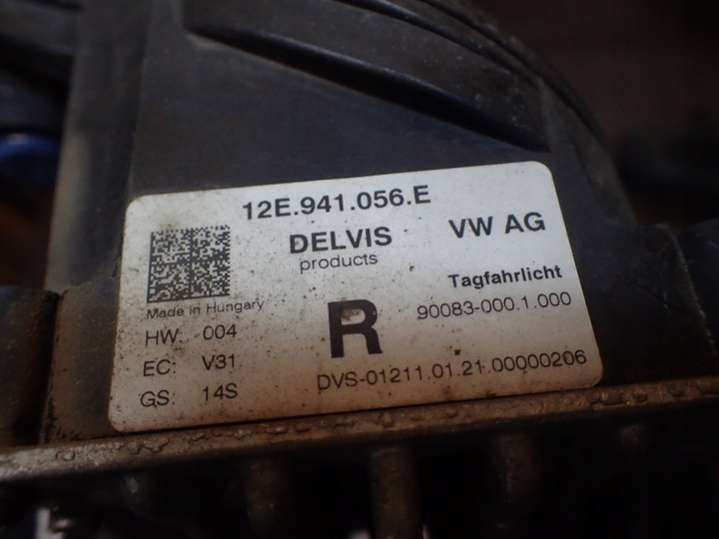 12E.941.056.E
DELVIS VW AG
products
Tagfahrlicht
Made in Hungary
90083-000.1.000
HW: 004
R
EC: V31
DVS-01211.01.21.00000206
GS: 14S